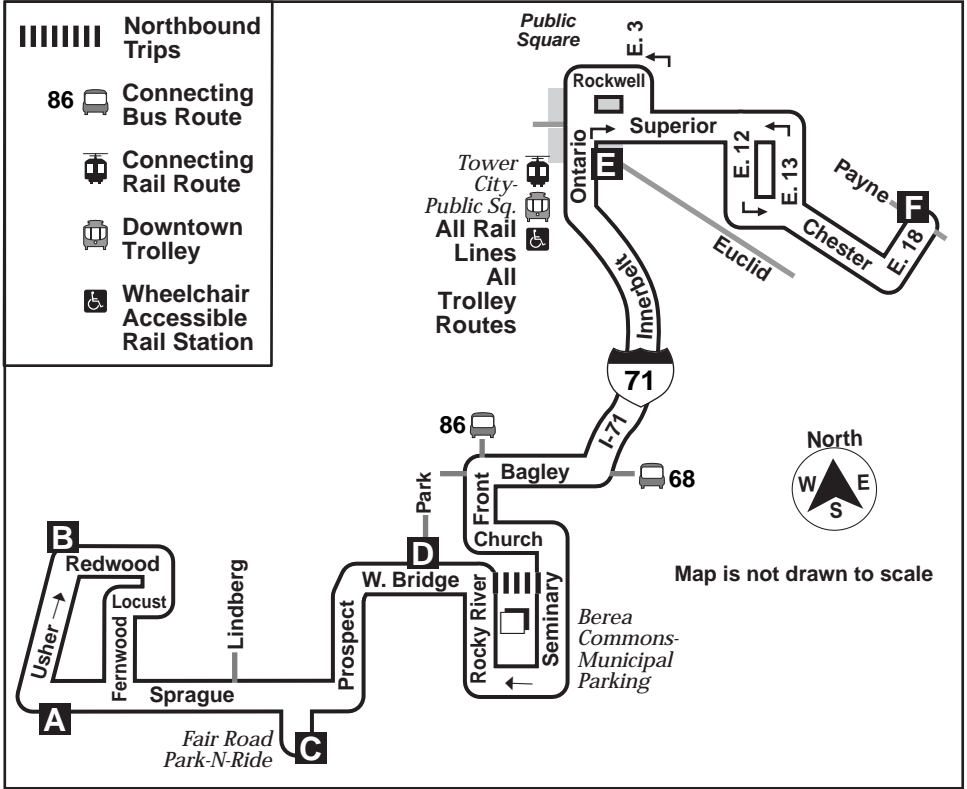 Northbound
Trips
86
Connecting
Bus Route
Connecting
Rail Route
Downtown
Trolley
Wheelchair
Accessible
Rail Station
Public
Square
E. 3
Rockwell
Superior
Ontario
E
E. 12
E. 13
Payne
F
E. 18
Chester
Euclid
Tower
City-
Public Sq.
All Rail
Lines
All
Trolley
Routes
Innerbelt
71
I-71
86
Bagley
68
Front
Park
Church
D
W. Bridge
Rocky River
Seminary
Berea
Commons-
Municipal
Parking
North
W
E
S
Map is not drawn to scale
B
Redwood
Locust
Usher
Fernwood
Lindberg
Prospect
Sprague
A
Fair Road
Park-N-Ride
C